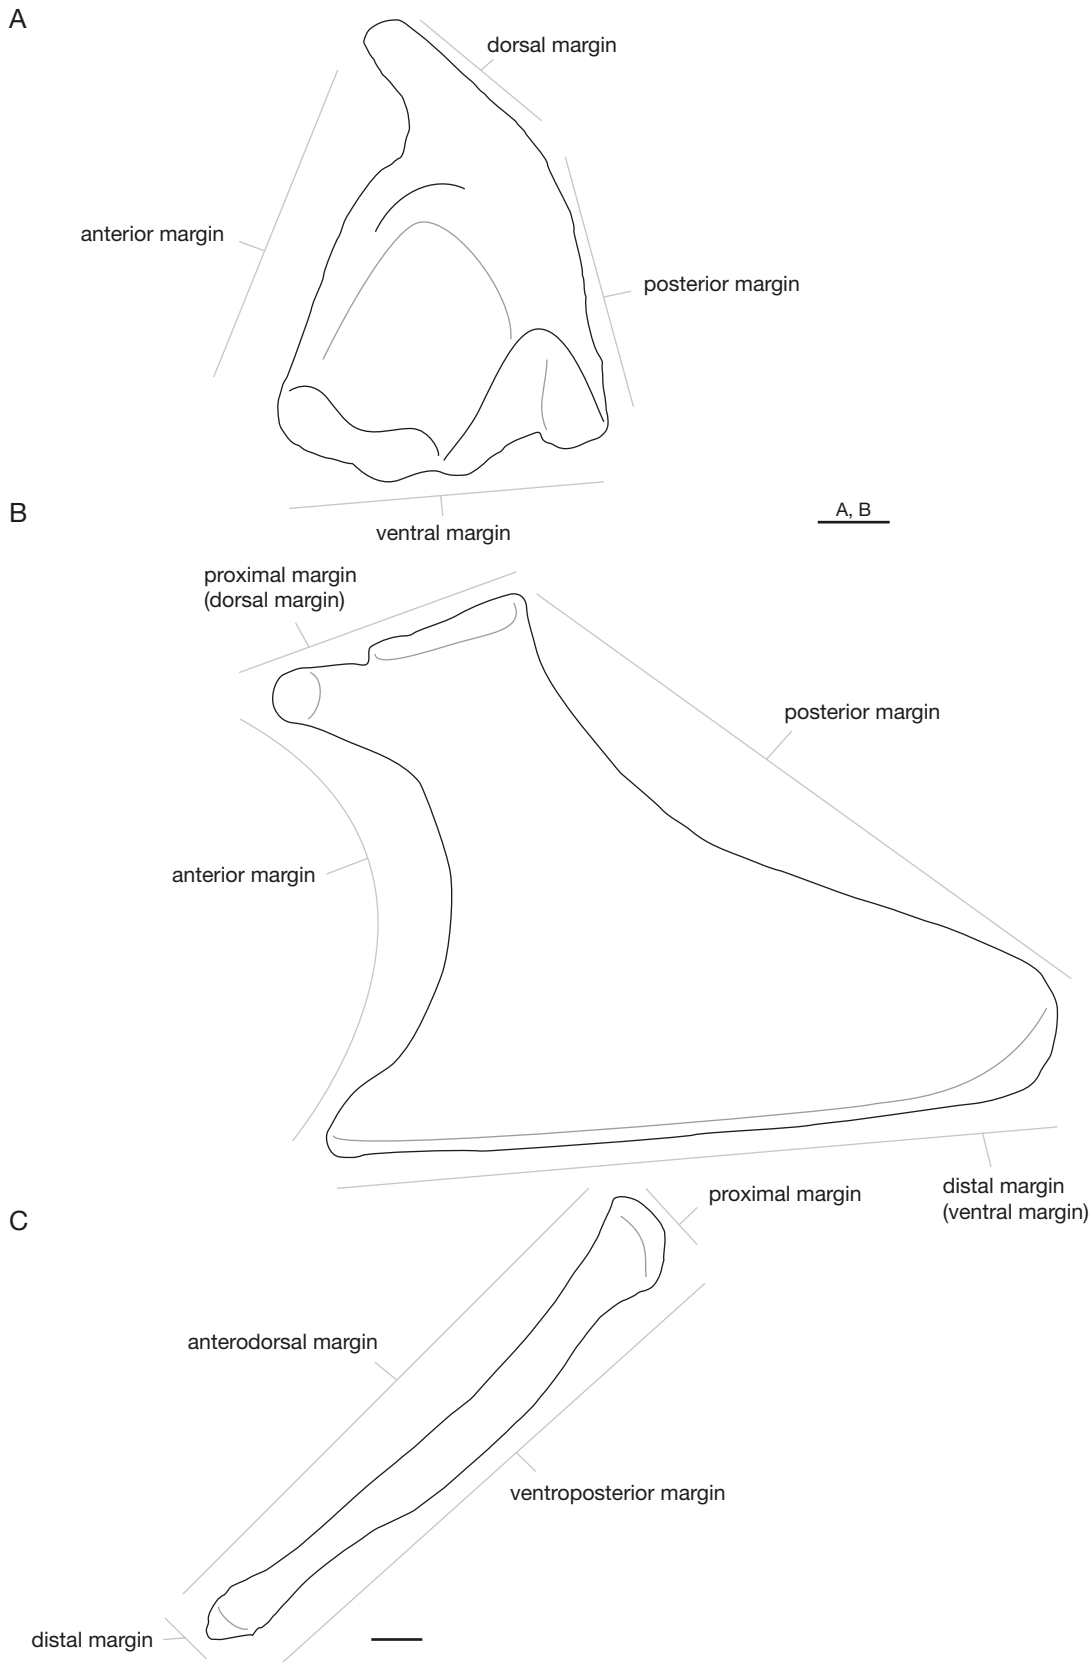 A
dorsal margin
anterior margin
posterior margin
ventral margin
B
A, B
proximal margin
(dorsal margin)
posterior margin
anterior margin
distal margin
(ventral margin)
C
proximal margin
anterodorsal margin
ventroposterior margin
distal margin